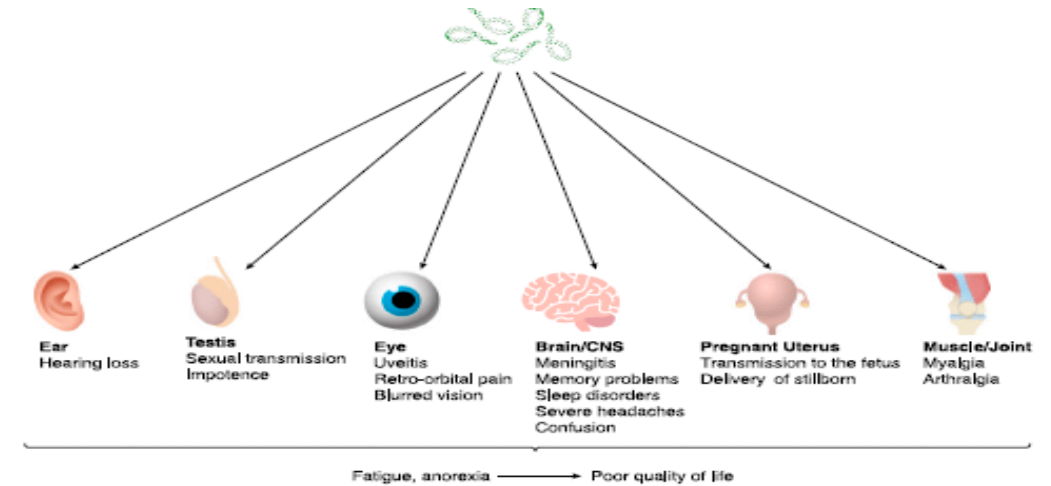 Ear
Hearing loss
Testis
Sexual transmission
Impotence
Eye
Uveitis
Retro-orbital pain
Blurred vision
Brain/CNS
Meningitis
Memory problems
Sleep disorders
Severe headaches
Confusion
Pregnant Uterus
Transmission to the fetus
Delivery of stillborn
Muscle/Joint
Myalgia
Arthralgia
Fatigue, anorexia → Poor quality of life